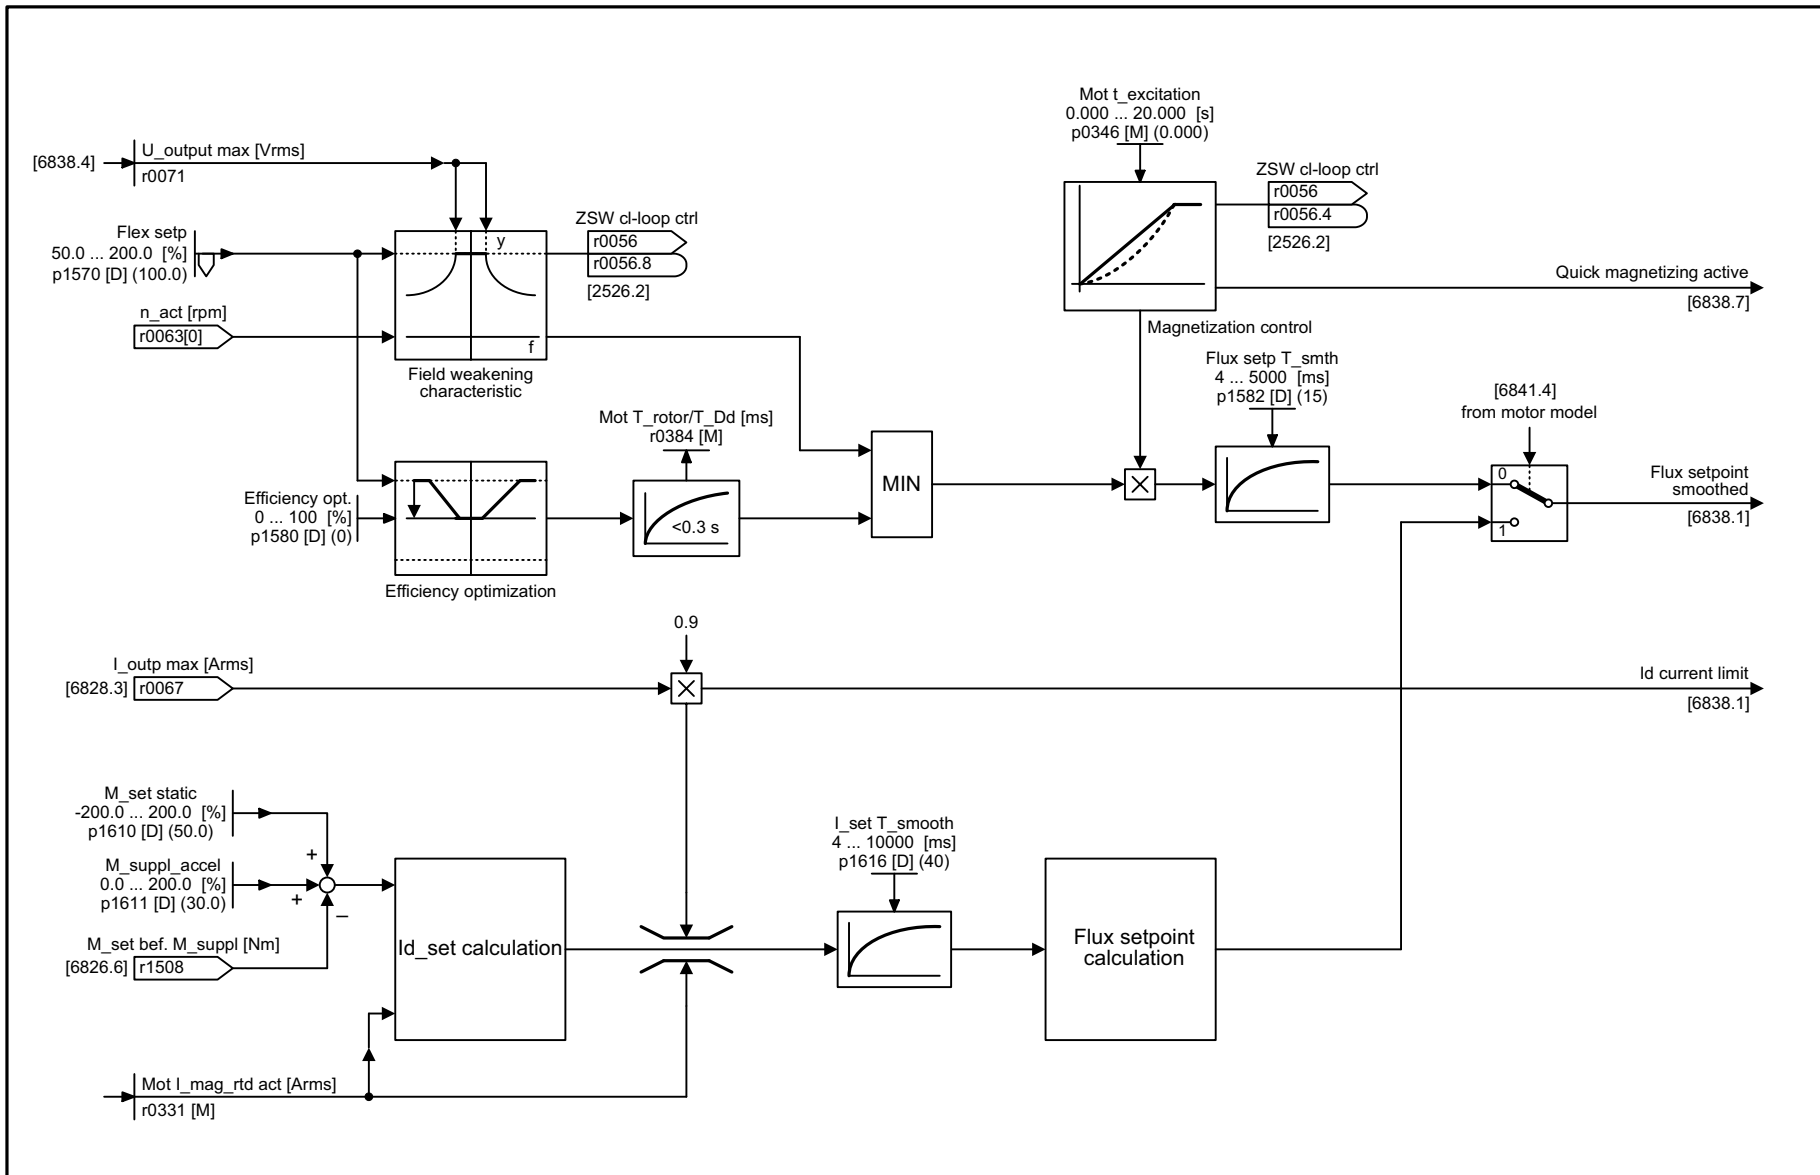 Mot t_excitation
0.000 ... 20.000 [s]
p0346 [M] (0.000)
[6838.4]
U_output max [Vrms]
r0071
ZSW cl-loop ctrl
r0056
r0056.4
[2526.2]
Flex setp
50.0 ... 200.0 [%]
p1570 [D] (100.0)
y
f
ZSW cl-loop ctrl
r0056
r0056.8
[2526.2]
Quick magnetizing active
[6838.7]
n_act [rpm]
r0063[0]
Field weakening
characteristic
Magnetization control
Flux setp T_smth
4 ... 5000 [ms]
p1582 [D] (15)
[6841.4]
from motor model
Mot T_rotor/T_Dd [ms]
r0384 [M]
Efficiency opt.
0 ... 100 [%]
p1580 [D] (0)
<0.3 s
MIN
0
1
Flux setpoint
smoothed
[6838.1]
Efficiency optimization
0.9
I_outp max [Arms]
[6828.3]
r0067
Id current limit
[6838.1]
M_set static
-200.0 ... 200.0 [%]
p1610 [D] (50.0)
+
M_suppl_accel
0.0 ... 200.0 [%]
p1611 [D] (30.0)
+
–
M_set bef. M_suppl [Nm]
[6826.6]
r1508
Id_set calculation
I_set T_smooth
4 ... 10000 [ms]
p1616 [D] (40)
Flux setpoint
calculation
Mot I_mag_rtd act [Arms]
r0331 [M]